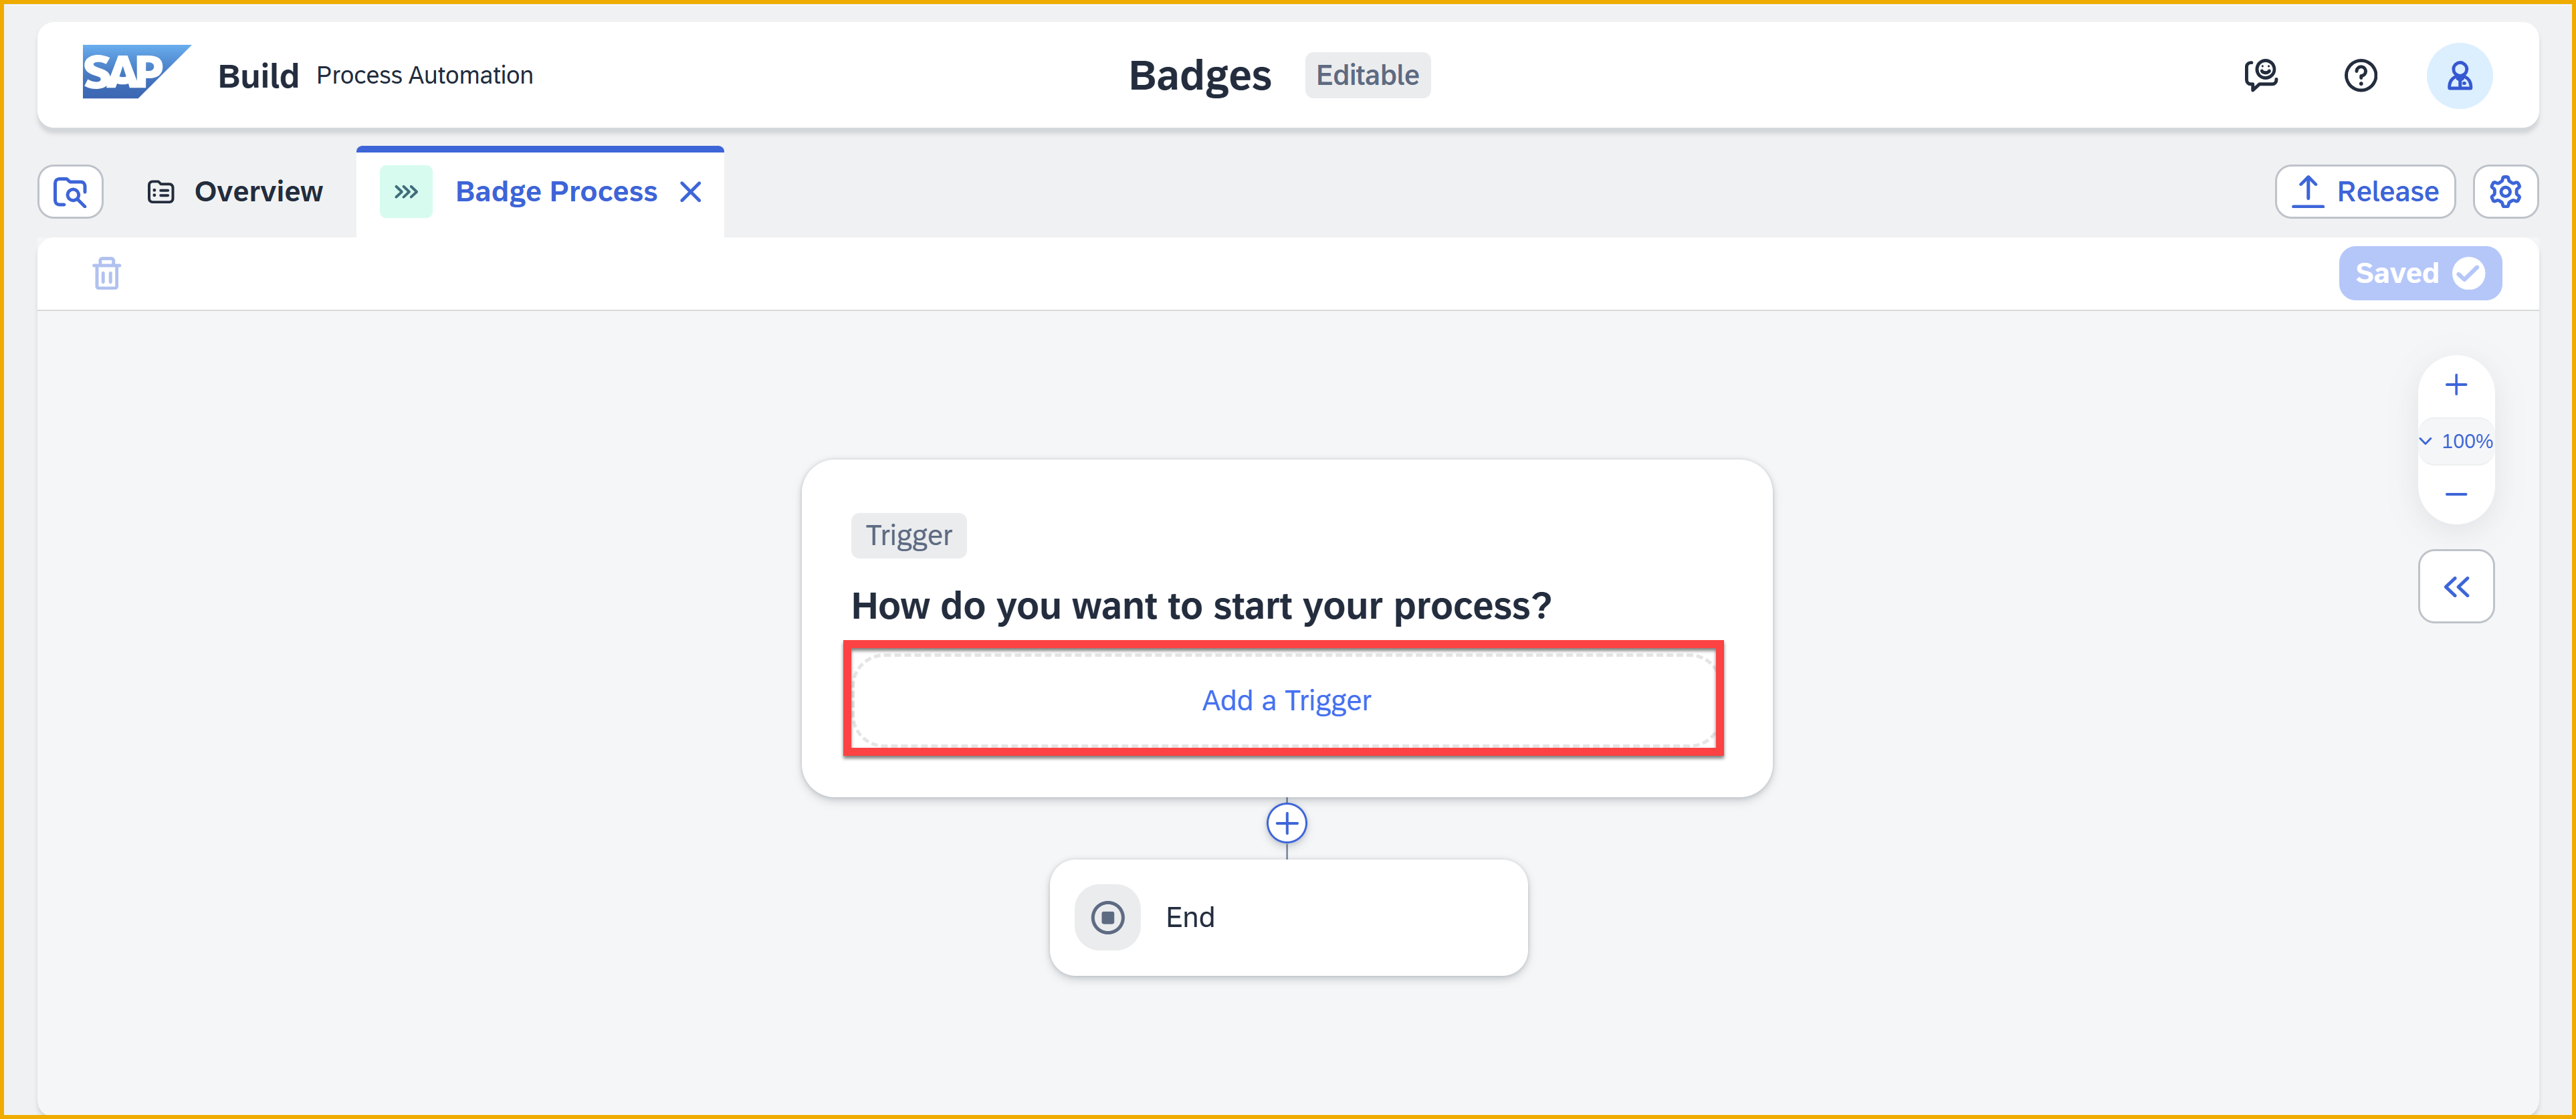 SAP Build Process Automation
Badges Editable
Overview
Badge Process
Release
Saved
100%
Trigger
How do you want to start your process?
Add a Trigger
End